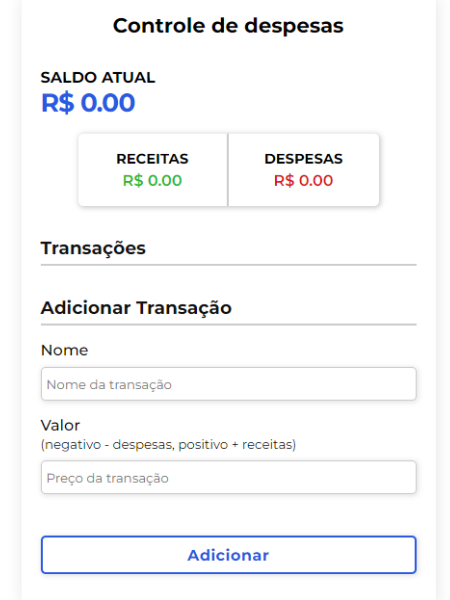 Controle de despesas
SALDO ATUAL
R$ 0.00
RECEITAS
R$ 0.00
DESPESAS
R$ 0.00
Transações
Adicionar Transação
Nome
Nome da transação
Valor
(negativo - despesas, positivo + receitas)
Preço da transação
Adicionar